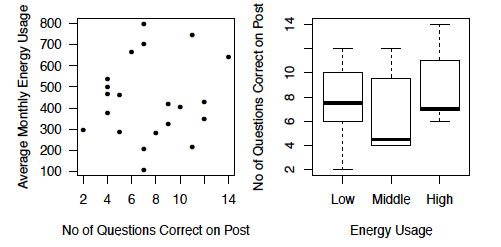 Average Monthly Energy Usage
800
700
600
500
400
300
200
100
2 4 6 8 10 14
No of Questions Correct on Post
No of Questions Correct on Post
14
10
8
6
4
2
Low Middle High
Energy Usage